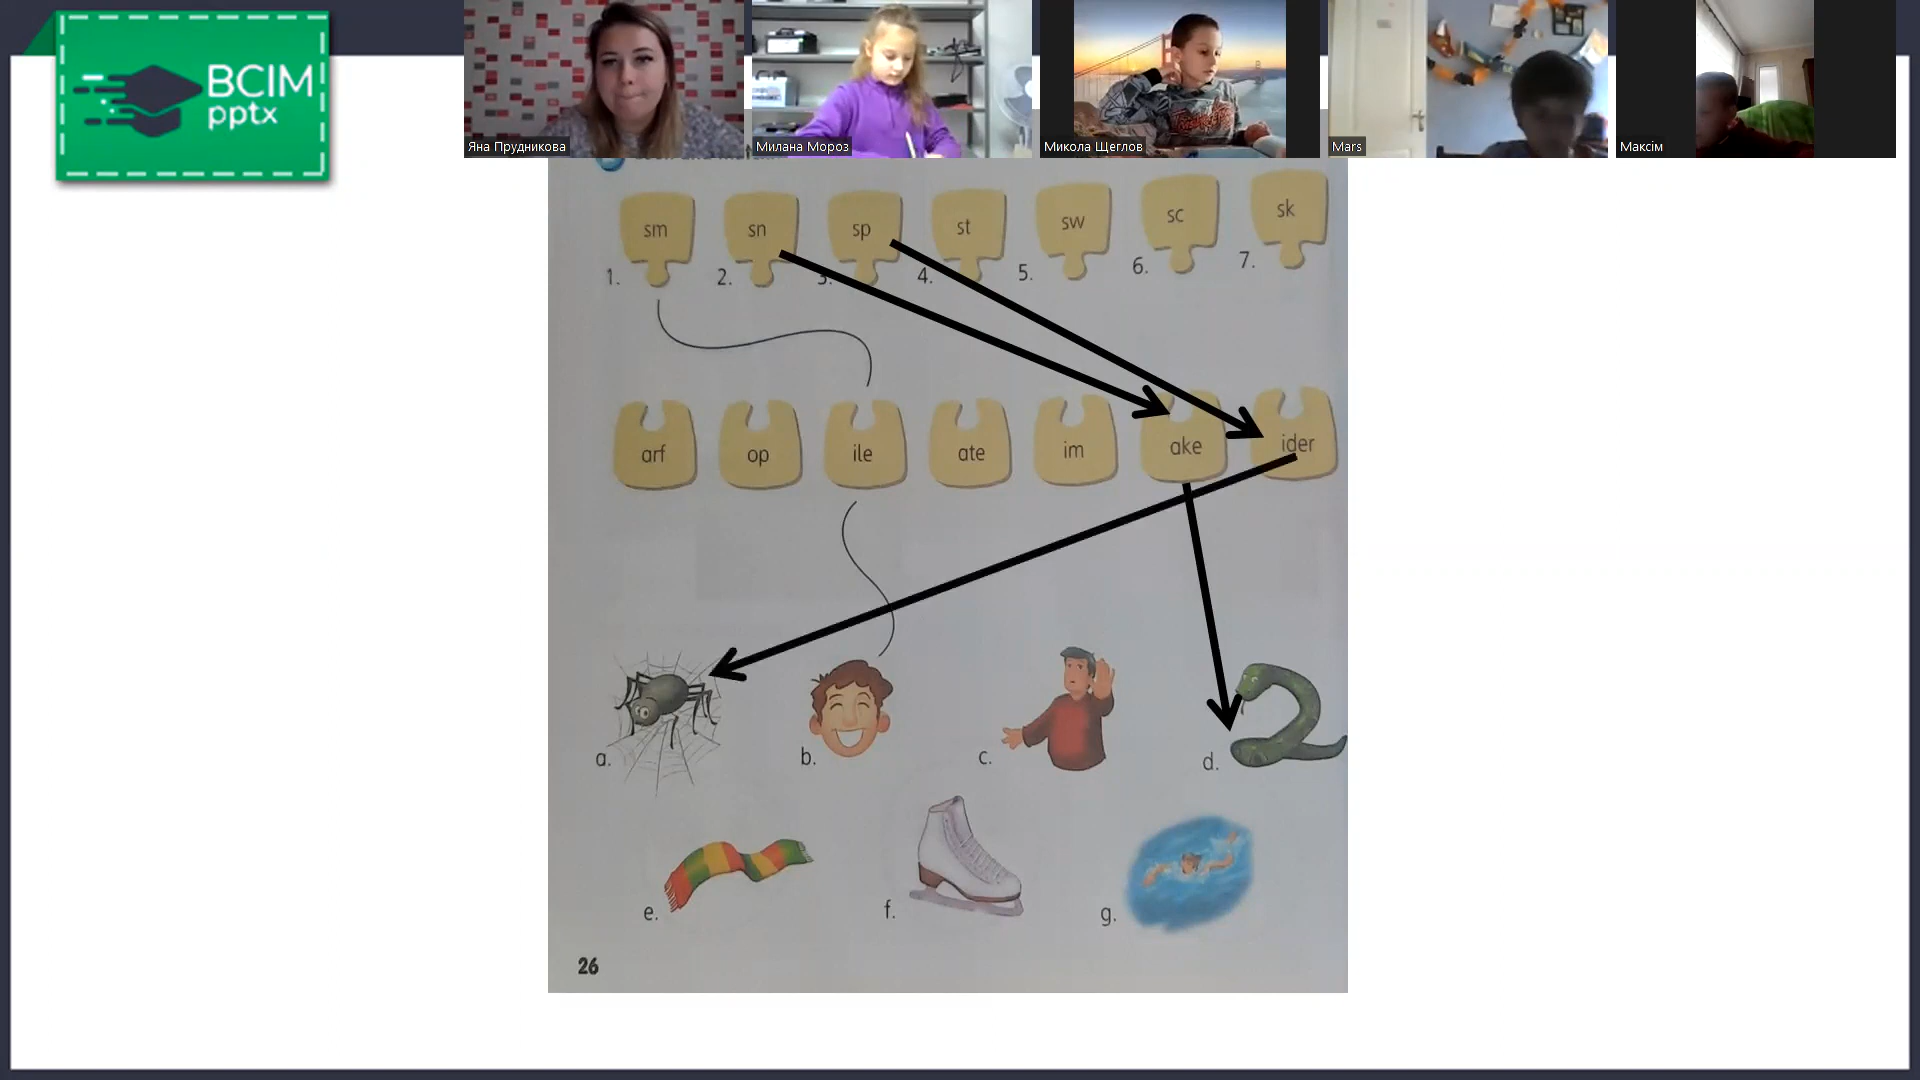 ВСІМ
pptx
Яна Прудникова
Милана Мороз
Микола Щеглов
Mars
Максім
sm sn sp st sw sc sk
1. 2. 3. 4. 5. 6. 7.
arf op ile ate im ake ider
a. b. c. d.
e. f. g.
26